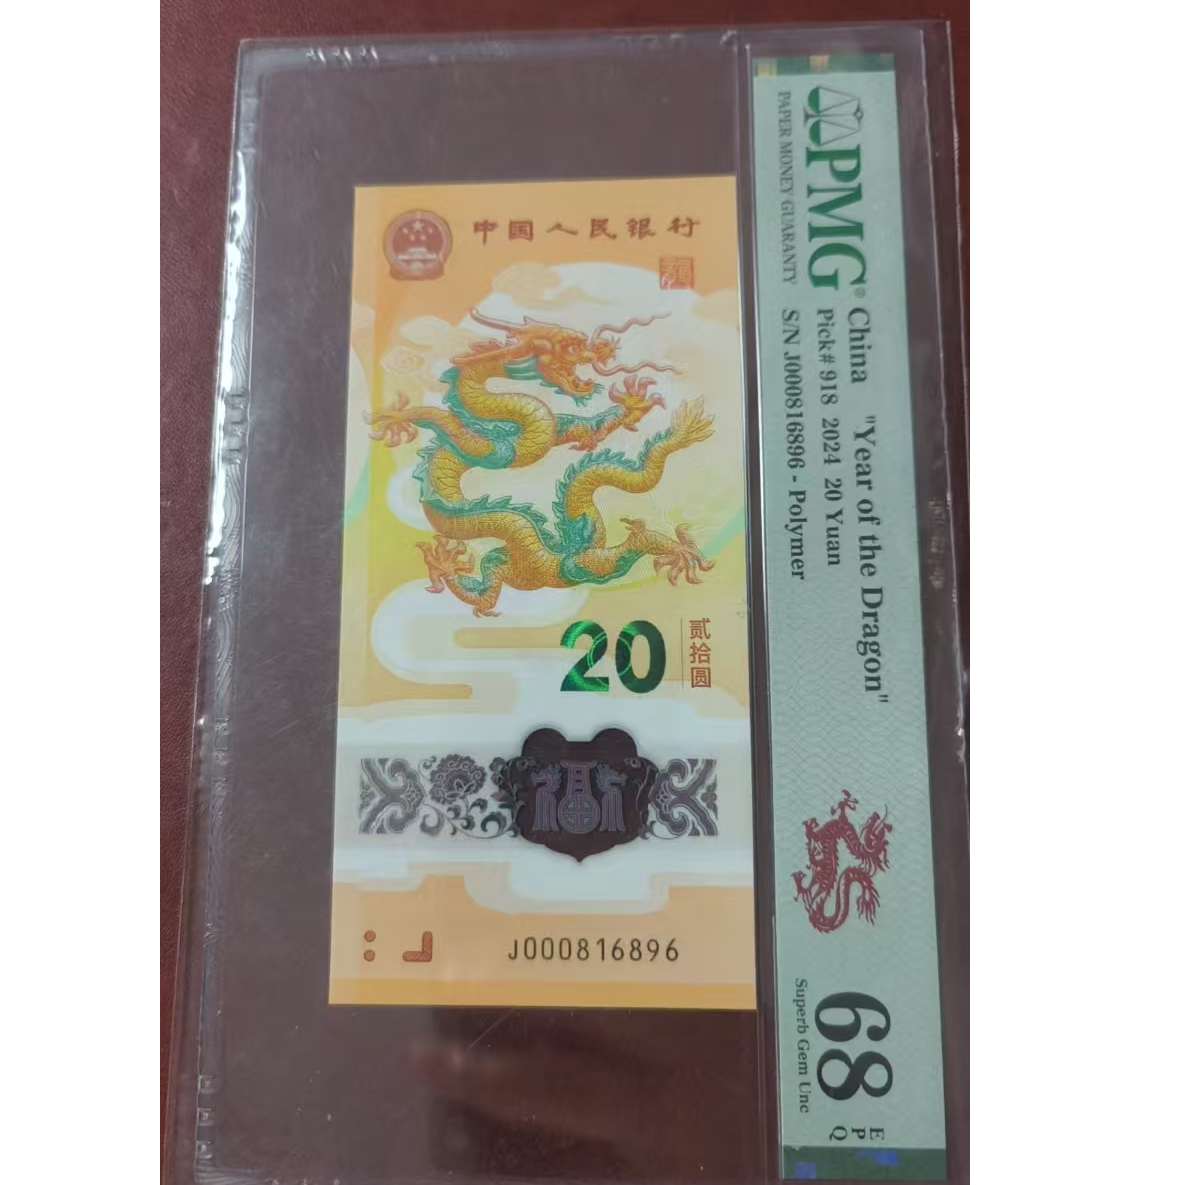 中国人民银行
20
贰拾圆
J000816896
PMG®
PAPER MONEY GUARANTY
China "Year of the Dragon"
Pick# 918 2024 20 Yuan
S/N J000816896 - Polymer
68
EPQ
Superb Gem Unc